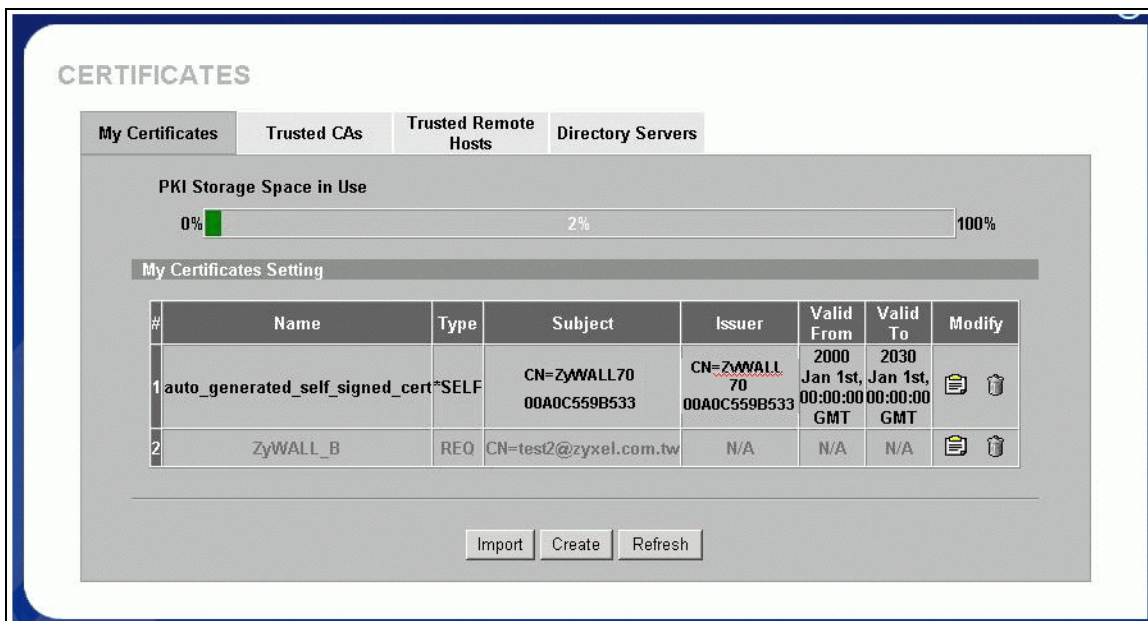 CERTIFICATES
My Certificates
Trusted CAs
Trusted Remote
Hosts
Directory Servers
PKI Storage Space in Use
0%
2%
100%
My Certificates Setting
# Name Type Subject Issuer Valid From Valid To Modify
1 auto_generated_self_signed_cert *SELF CN=ZyWALL70 00A0C559B533 CN=ZyWALL 70 00A0C559B533 2000 Jan 1st, 00:00:00 GMT 2030 Jan 1st, 00:00:00 GMT
2 ZyWALL_B REQ CN=test2@zyxel.com.tw N/A N/A N/A
Import Create Refresh